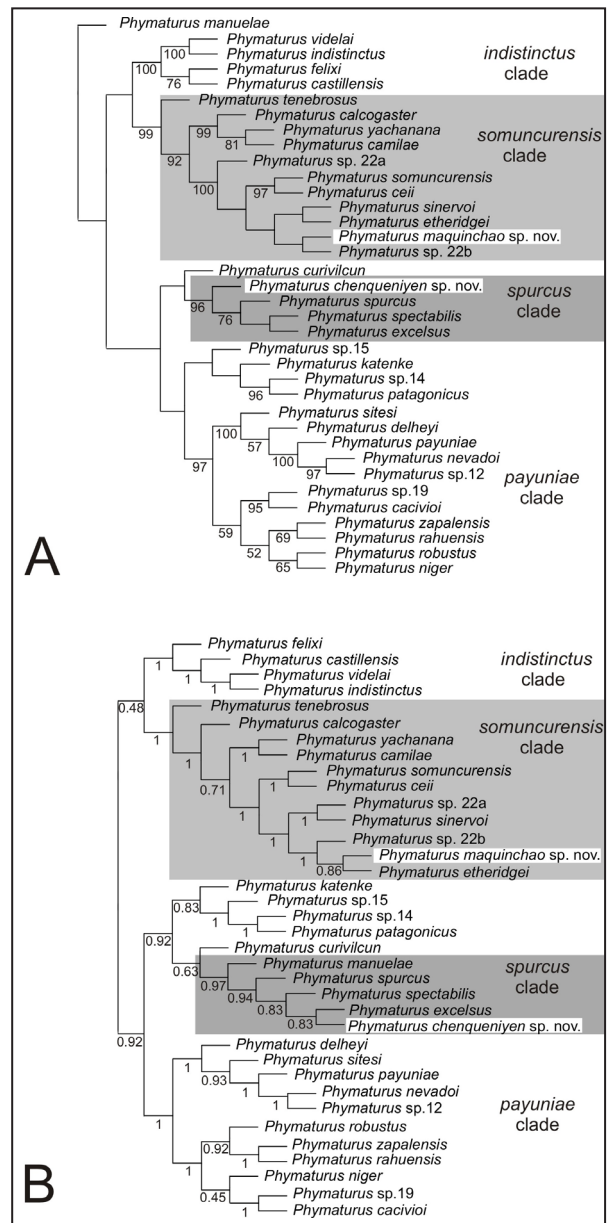 Phymaturus manuelae
Phymaturus videlai
100
Phymaturus indistinctus
indistinctus
clade
100
Phymaturus felixi
76
Phymaturus castillensis
Phymaturus tenebrosus
99
Phymaturus calcogaster
99
Phymaturus yachanana
81
Phymaturus camilae
somuncurensis
clade
92
Phymaturus sp. 22a
100
Phymaturus somuncurensis
97
Phymaturus ceii
Phymaturus sinervoi
Phymaturus etheridgei
Phymaturus maquinchao sp. nov.
Phymaturus sp. 22b
Phymaturus curivilcun
Phymaturus chenqueniyen sp. nov.
96
Phymaturus spurcus
76
Phymaturus spectabilis
Phymaturus excelsus
spurcus
clade
Phymaturus sp.15
Phymaturus katenke
Phymaturus sp.14
96
Phymaturus patagonicus
Phymaturus sitesi
100
Phymaturus delheyi
57
Phymaturus payuniae
100
Phymaturus nevadoi
97
Phymaturus sp.12
97
payuniae
clade
Phymaturus sp.19
95
Phymaturus cacivioi
59
Phymaturus zapalensis
69
Phymaturus rahuensis
52
Phymaturus robustus
65
Phymaturus niger
A
Phymaturus felixi
1
Phymaturus castillensis
1
Phymaturus videlai
1
Phymaturus indistinctus
indistinctus
clade
0.48
Phymaturus tenebrosus
1
Phymaturus calcogaster
1
Phymaturus yachanana
1
Phymaturus camilae
somuncurensis
clade
0.71
Phymaturus somuncurensis
1
Phymaturus ceii
1
Phymaturus sp. 22a
1
Phymaturus sinervoi
1
Phymaturus sp. 22b
1
Phymaturus maquinchao sp. nov.
0.86
Phymaturus etheridgei
Phymaturus katenke
0.83
Phymaturus sp.15
1
Phymaturus sp.14
1
Phymaturus patagonicus
0.92
Phymaturus curivilcun
0.63
Phymaturus manuelae
0.97
Phymaturus spurcus
0.94
Phymaturus spectabilis
0.83
Phymaturus excelsus
0.83
Phymaturus chenqueniyen sp. nov.
spurcus
clade
0.92
Phymaturus delheyi
1
Phymaturus sitesi
0.93
Phymaturus payuniae
1
Phymaturus nevadoi
1
Phymaturus sp.12
payuniae
clade
1
Phymaturus robustus
0.92
Phymaturus zapalensis
1
Phymaturus rahuensis
1
Phymaturus niger
0.45
Phymaturus sp.19
1
Phymaturus cacivioi
B